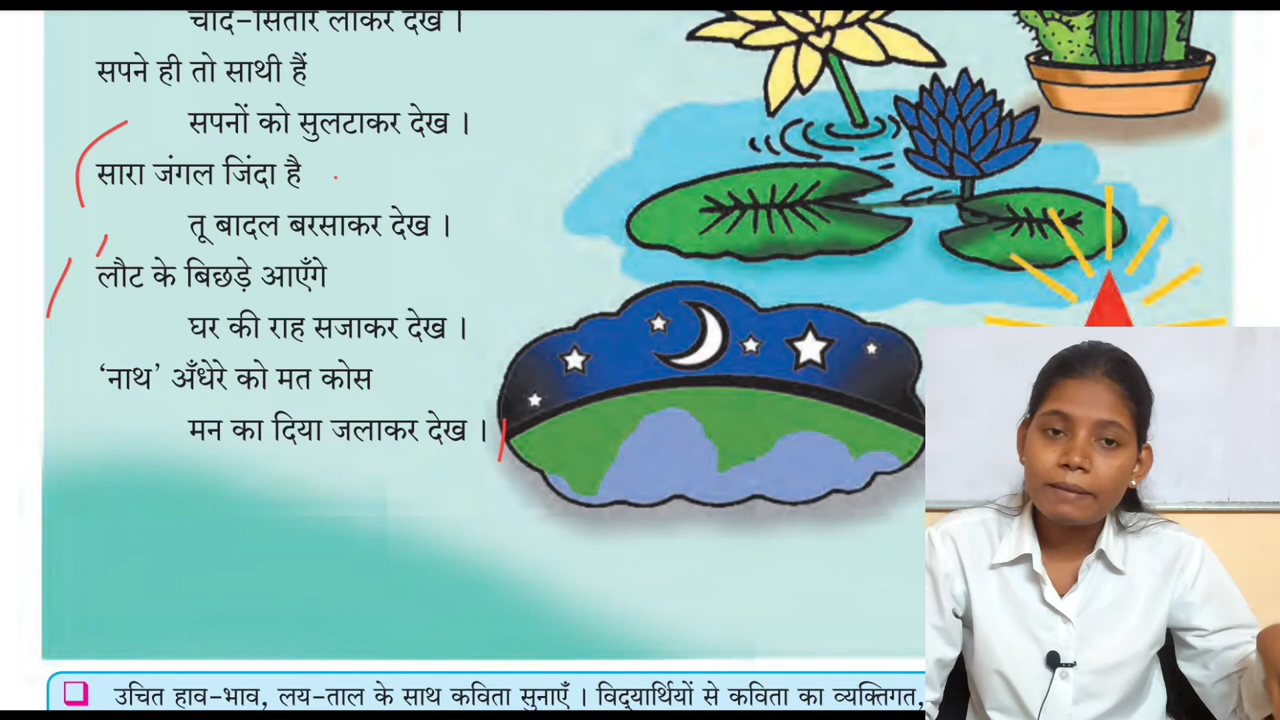 चाँद-सितारे लाकर देख ।
सपने ही तो साथी हैं
सपनों को सुलटाकर देख ।
सारा जंगल जिंदा है
तू बादल बरसाकर देख ।
लौट के बिछड़े आएँगे
घर की राह सजाकर देख ।
‘नाथ’ अँधेरे को मत कोस
मन का दिया जलाकर देख ।
उचित हाव-भाव, लय-ताल के साथ कविता सुनाएँ । विद्यार्थियों से कविता का व्यक्तिगत,